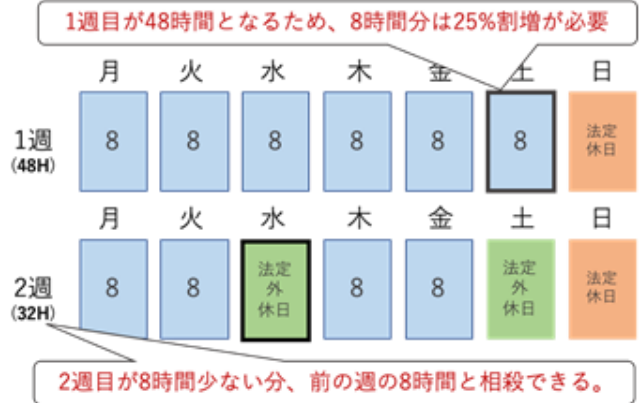 1週目が48時間となるため、8時間分は25%割増が必要
月 火 水 木 金 土 日
1週
(48H)
8 8 8 8 8 8
法定
休日
月 火 水 木 金 土 日
2週
(32H)
8 8
法定
外
休日
8 8
法定
外
休日
法定
休日
2週目が8時間少ない分、前の週の8時間と相殺できる。